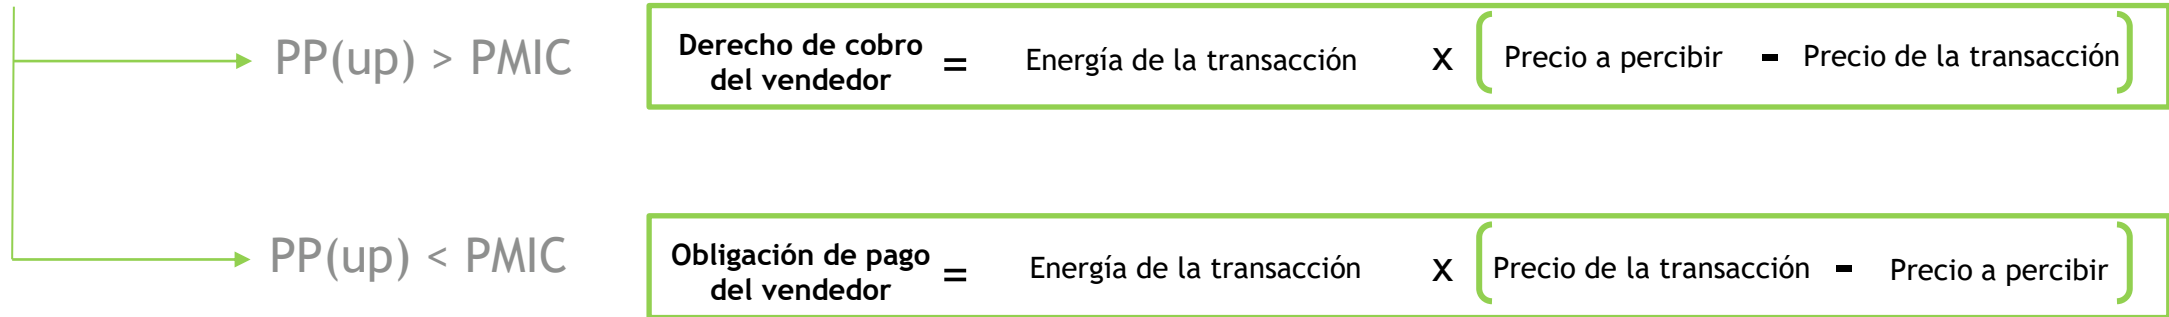 PP(up) > PMIC
Derecho de cobro
del vendedor
= Energía de la transacción x ( Precio a percibir - Precio de la transacción )
PP(up) < PMIC
Obligación de pago
del vendedor
= Energía de la transacción x ( Precio de la transacción - Precio a percibir )